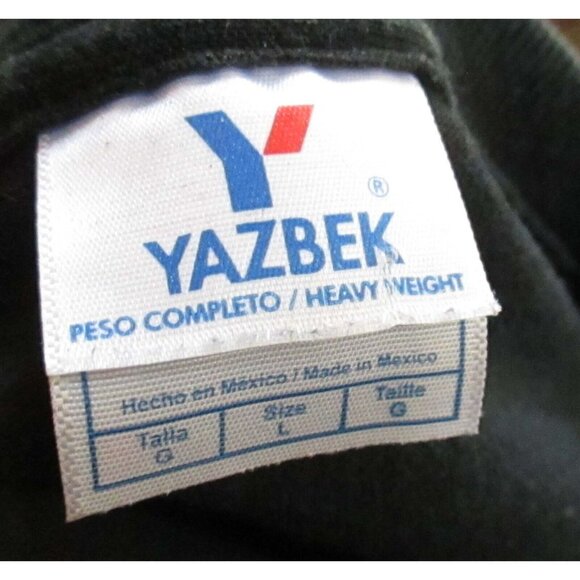 Y
®
YAZBEK
PESO COMPLETO / HEAVY WEIGHT
Hecho en Mexico / Made in Mexico
Talla Size Taille
G L G